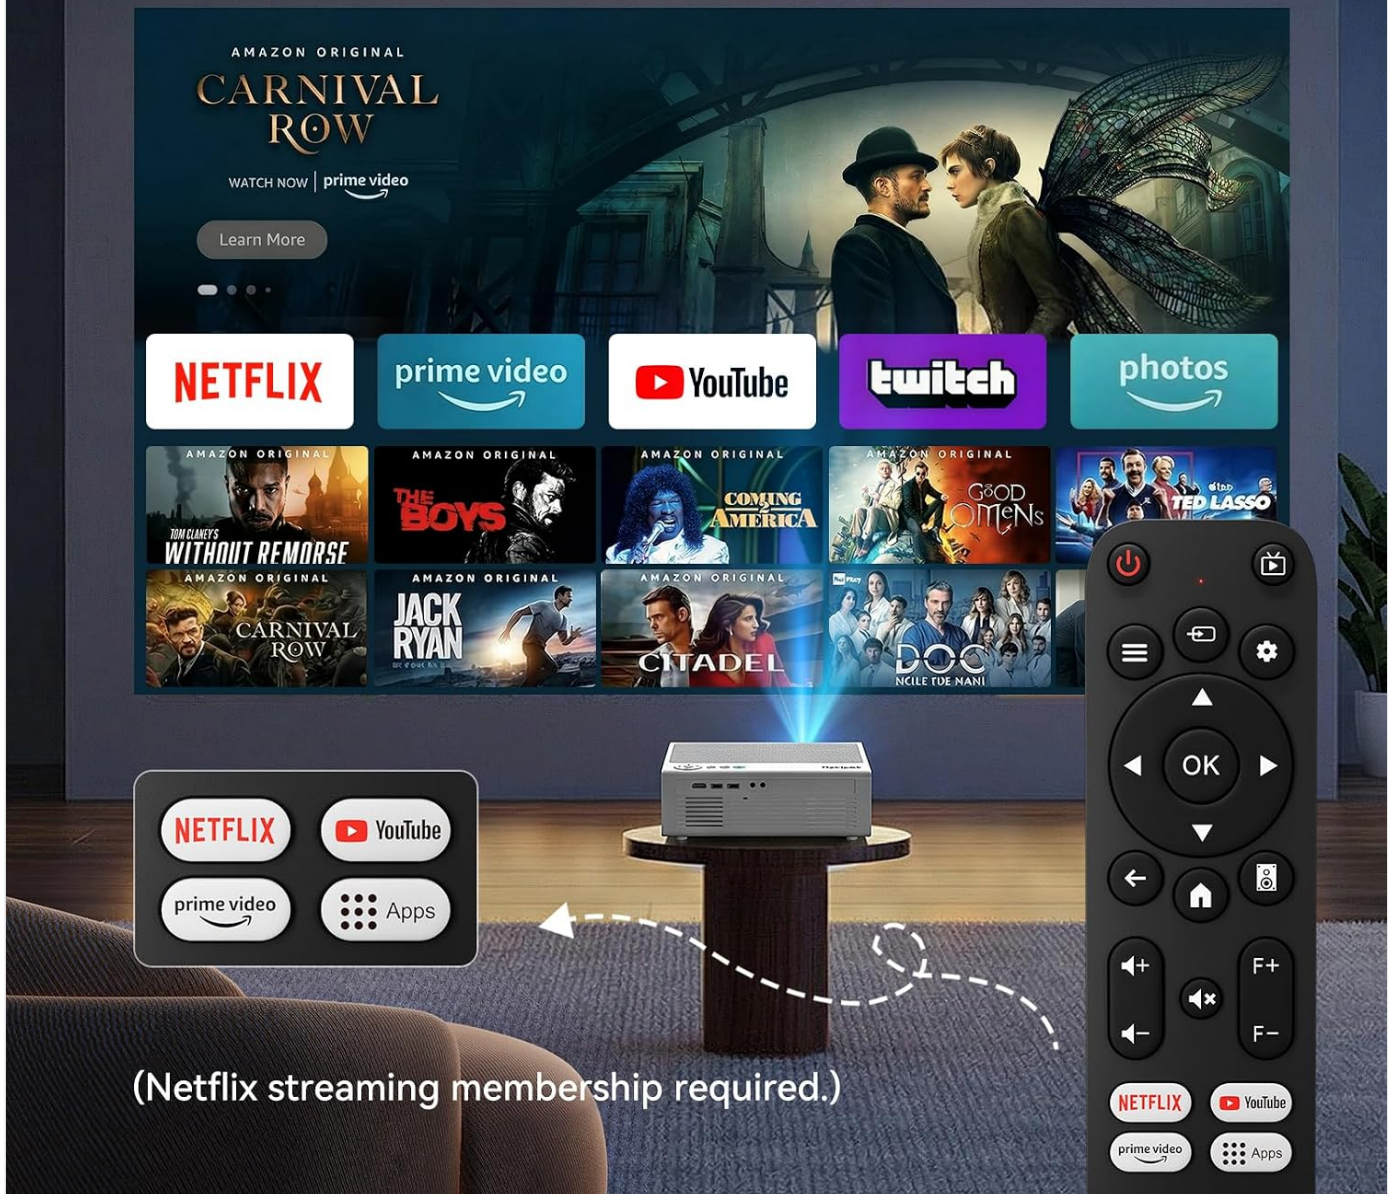 AMAZON ORIGINAL
CARNIVAL
ROW
WATCH NOW | prime video
Learn More
NETFLIX
prime video
YouTube
twitch
photos
AMAZON ORIGINAL
TOM CLANCY'S
WITHOUT REMORSE
AMAZON ORIGINAL
THE
BOYS
AMAZON ORIGINAL
COMING
2
AMERICA
AMAZON ORIGINAL
GOOD
OMENS
TED LASSO
AMAZON ORIGINAL
CARNIVAL
ROW
AMAZON ORIGINAL
JACK
RYAN
AMAZON ORIGINAL
CITADEL
DOC
OK
F+
F-
NETFLIX
YouTube
prime video
Apps
NETFLIX
YouTube
prime video
Apps
(Netflix streaming membership required.)